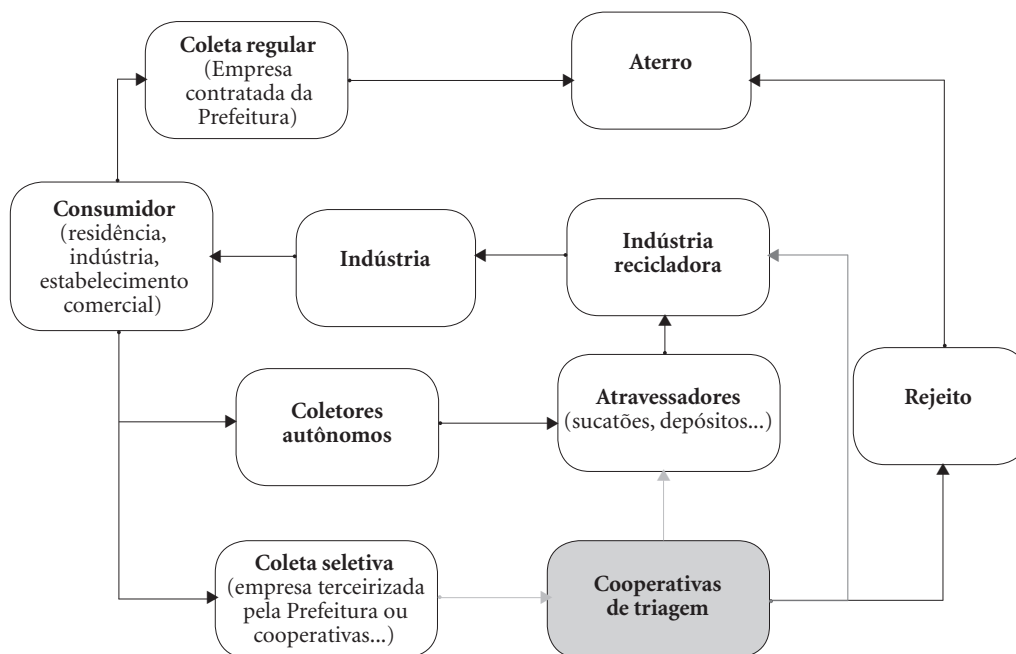 Coleta regular
(Empresa
contratada da
Prefeitura)
Aterro
Consumidor
(residência,
indústria,
estabelecimento
comercial)
Indústria
Indústria
recicladora
Coletores
autônomos
Atravessadores
(sucatões, depósitos...)
Rejeito
Coleta seletiva
(empresa terceirizada
pela Prefeitura ou
cooperativas...)
Cooperativas
de triagem